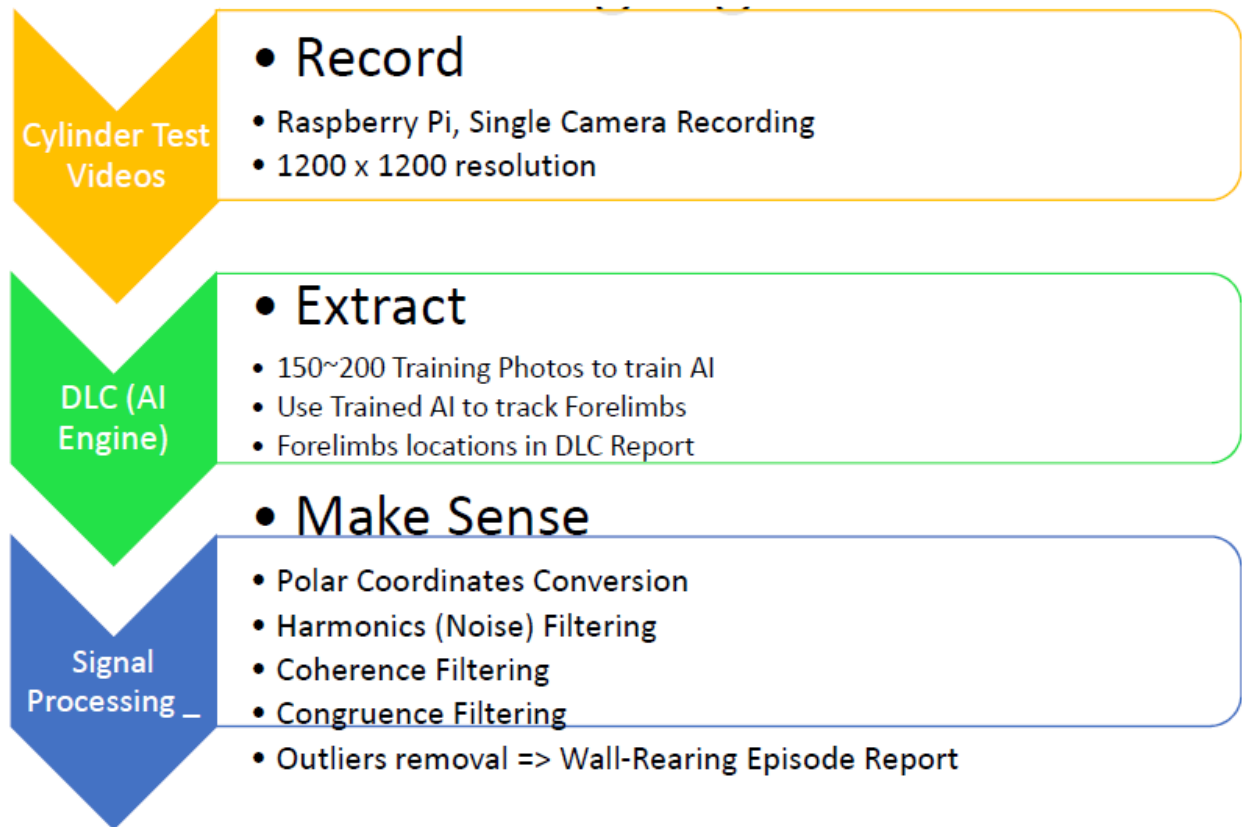 Cylinder Test
Videos
• Record
• Raspberry Pi, Single Camera Recording
• 1200 x 1200 resolution
DLC (AI
Engine)
• Extract
• 150~200 Training Photos to train AI
• Use Trained AI to track Forelimbs
• Forelimbs locations in DLC Report
Signal
Processing _
• Make Sense
• Polar Coordinates Conversion
• Harmonics (Noise) Filtering
• Coherence Filtering
• Congruence Filtering
• Outliers removal => Wall-Rearing Episode Report